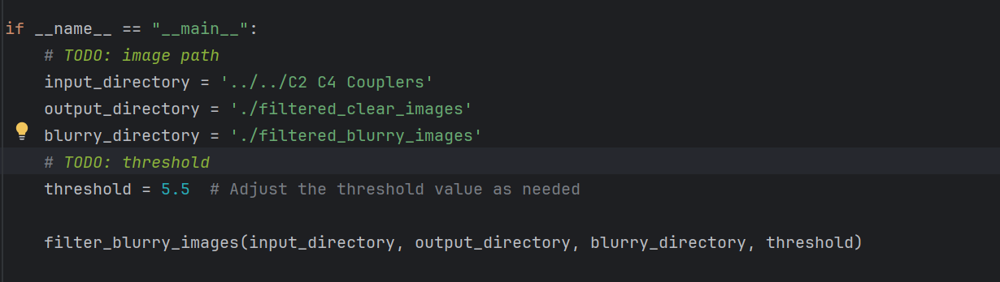 if __name__ == "__main__":
    # TODO: image path
    input_directory = '../../C2 C4 Couplers'
    output_directory = './filtered_clear_images'
    blurry_directory = './filtered_blurry_images'
    # TODO: threshold
    threshold = 5.5  # Adjust the threshold value as needed
    filter_blurry_images(input_directory, output_directory, blurry_directory, threshold)